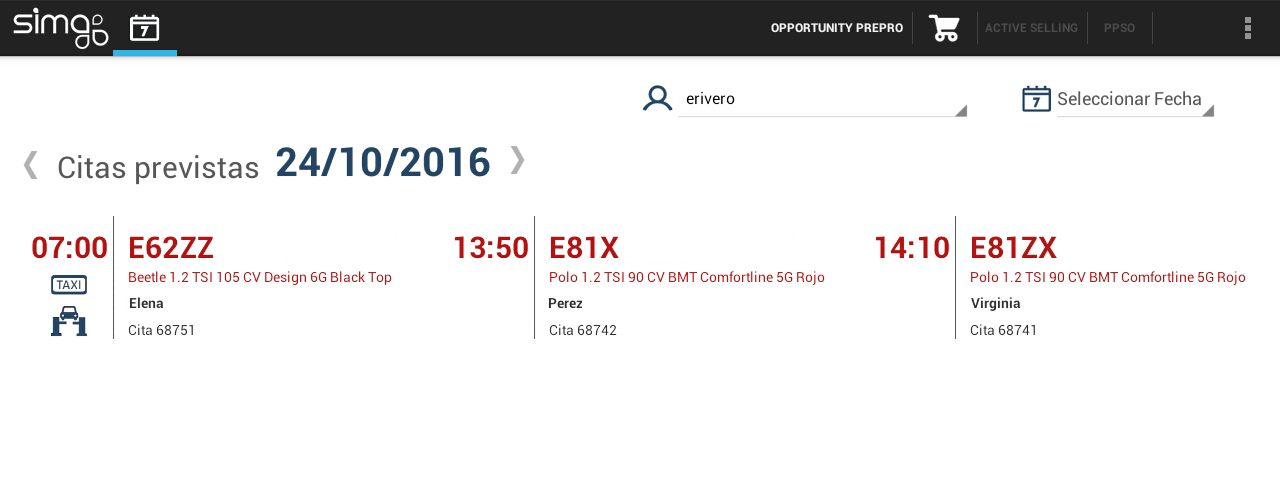 simg
7
OPPORTUNITY PREPRO
ACTIVE SELLING
PPSO
erivero
7
Seleccionar Fecha
Citas previstas 24/10/2016
07:00
E62ZZ
TAXI
Beetle 1.2 TSI 105 CV Design 6G Black Top
Elena
Cita 68751
13:50
E81X
Polo 1.2 TSI 90 CV BMT Comfortline 5G Rojo
Perez
Cita 68742
14:10
E81ZX
Polo 1.2 TSI 90 CV BMT Comfortline 5G Rojo
Virginia
Cita 68741